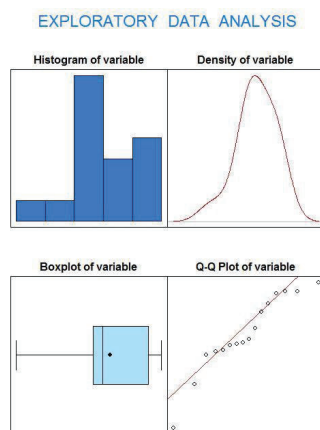 EXPLORATORY DATA ANALYSIS
Histogram of variable
Density of variable
Boxplot of variable
Q-Q Plot of variable